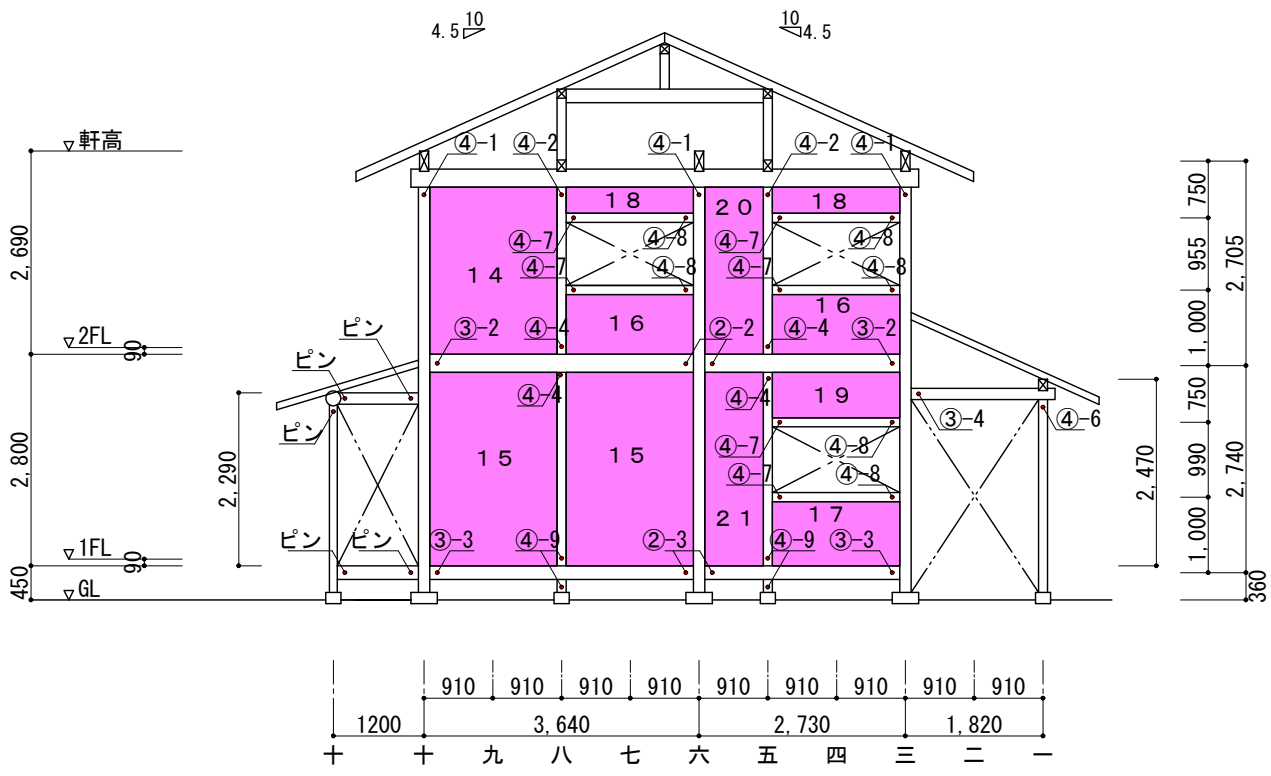 4.5 10
10 4.5
軒高
④-1 ④-2 ④-1 ④-2 ④-1
18 20 18
④-7 ④-8 ④-7 ④-8
14 ④-7 ④-8 ④-7 ④-8
16 16
ピン ③-2 ②-2 ④-4 ④-4 ③-2
2FL
90
ピン
④-4 ④-4 19
ピン
④-7 ④-8 ③-4 ④-6
15 15
④-7 ④-8
21 17
ピン ピン ③-3 ④-9 ②-3 ④-9 ③-3
1FL
90
GL
2,690
2,800
450
2,290
2,470
750
955
1,000
750
990
1,000
2,705
2,740
360
910 910 910 910 910 910 910 910 910
1200 3,640 2,730 1,820
十 十 九 八 七 六 五 四 三 二 一